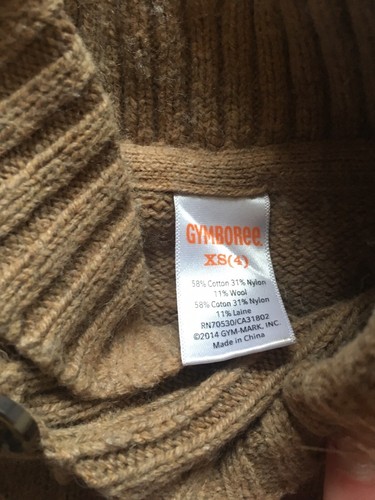 GYMBOREE
XS(4)
58% Cotton 31% Nylon
11% Wool
58% Cotton 31% Nylon
11% Laine
RN70530/CA31802
©2014 GYM-MARK, INC.
Made in China